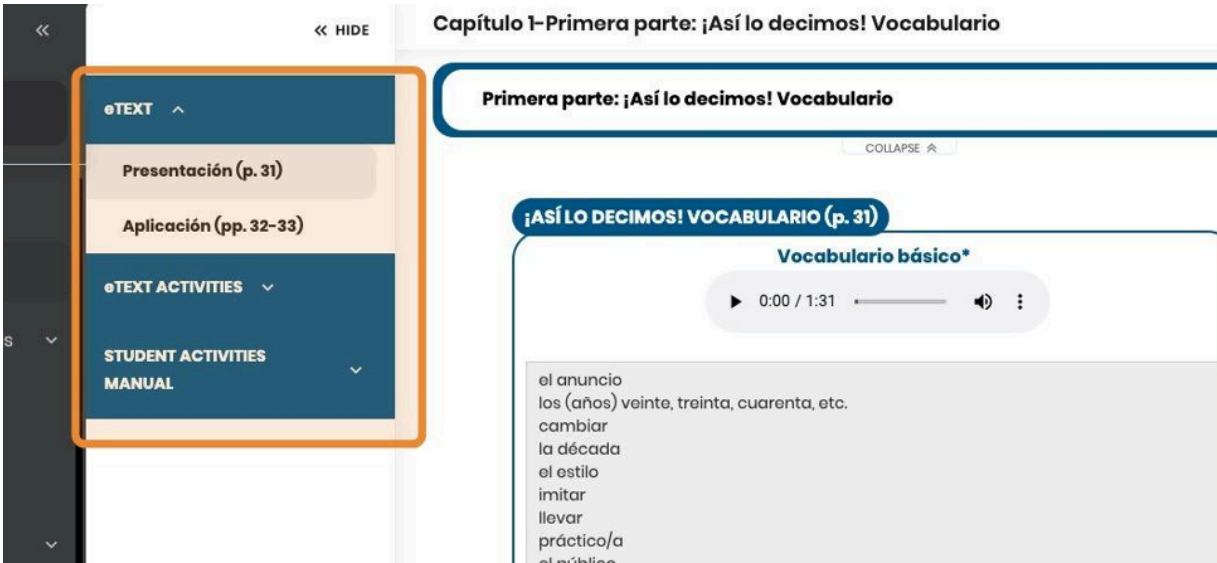 HIDE
eTEXT
Presentación (p. 31)
Aplicación (pp. 32-33)
eTEXT ACTIVITIES
STUDENT ACTIVITIES
MANUAL
s
Capítulo 1-Primera parte: ¡Así lo decimos! Vocabulario
Primera parte: ¡Así lo decimos! Vocabulario
COLLAPSE
¡ASÍ LO DECIMOS! VOCABULARIO (p. 31)
Vocabulario básico*
0:00 / 1:31
el anuncio
los (años) veinte, treinta, cuarenta, etc.
cambiar
la década
el estilo
imitar
llevar
práctico/a
el público